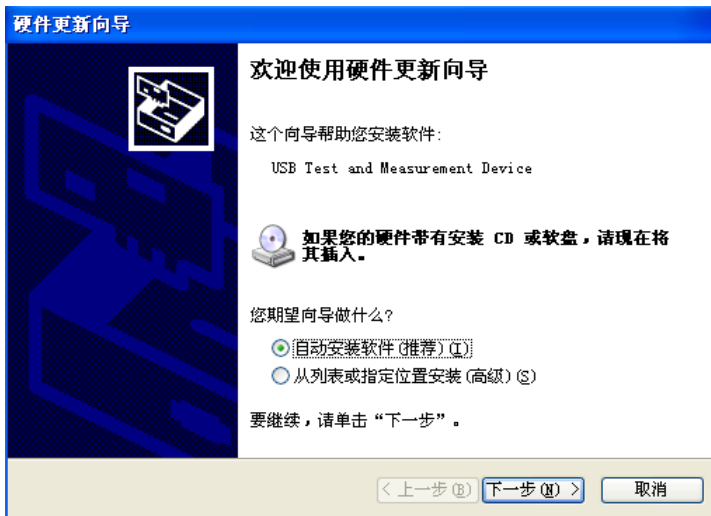 硬件更新向导
欢迎使用硬件更新向导
这个向导帮助您安装软件:
USB Test and Measurement Device
如果您的硬件带有安装 CD 或软盘，请现在将
其插入。
您期望向导做什么?
自动安装软件(推荐)(I)
从列表或指定位置安装(高级)(S)
要继续，请单击“下一步”。
< 上一步(B) 下一步(N) > 取消